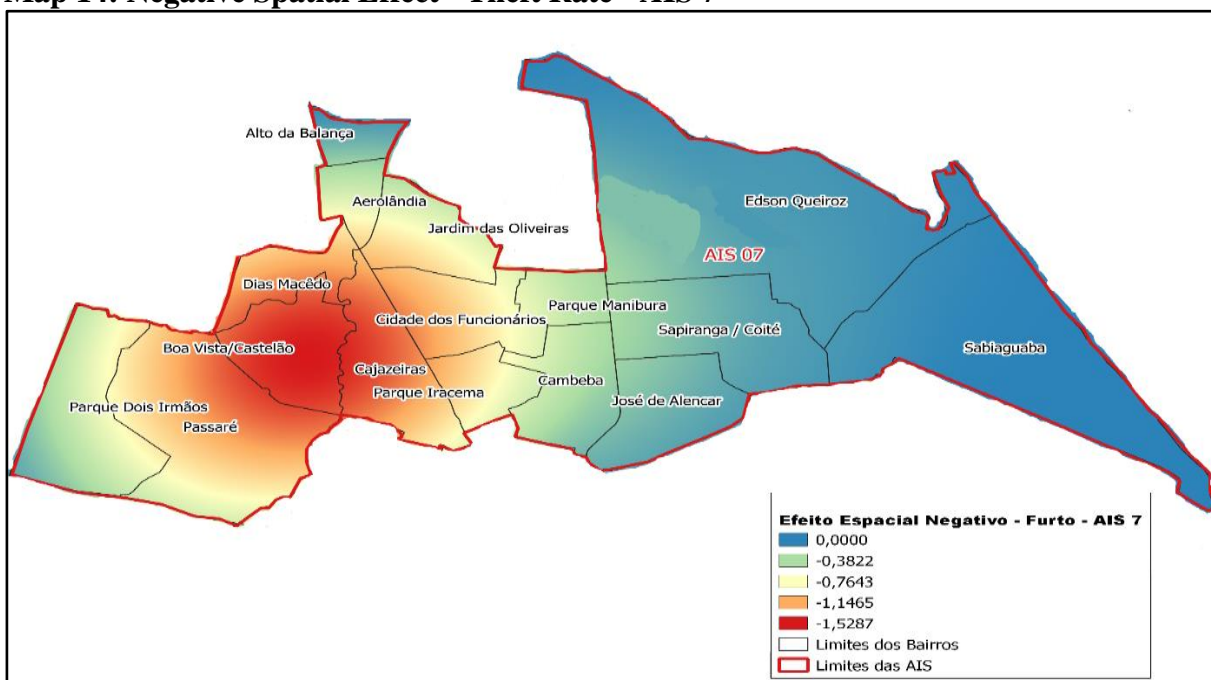 Map 14: Negative Spatial Effect - Theft Rate - AIS 7
Alto da Balança
Aerolândia
Edson Queiroz
Jardim das Oliveiras
AIS 07
Dias Macêdo
Parque Manibura
Cidade dos Funcionários
Sapiranga / Coité
Boa Vista/Castelão
Sabiaguaba
Cajazeiras
Cambeba
Parque Iracema
José de Alencar
Parque Dois Irmãos
Passaré
Efeito Espacial Negativo - Furto - AIS 7
0,0000
-0,3822
-0,7643
-1,1465
-1,5287
Limites dos Bairros
Limites das AIS